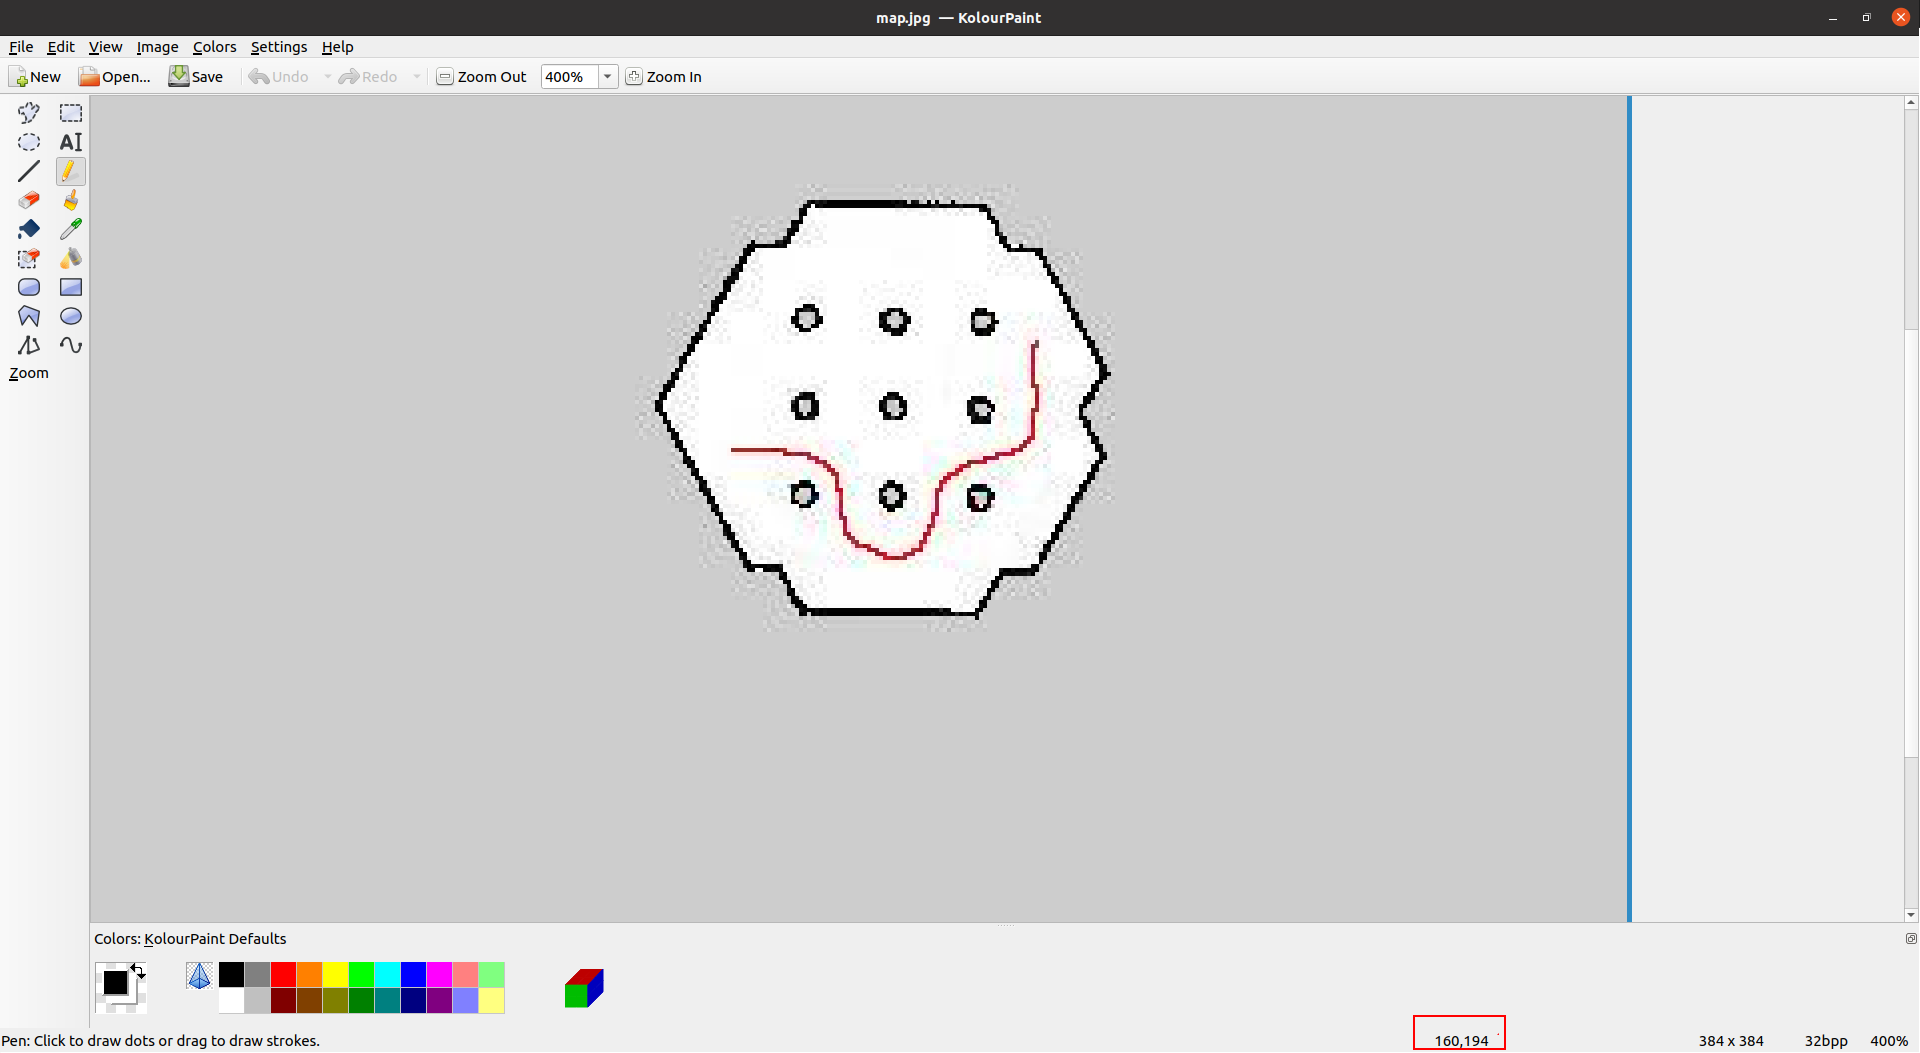 map.jpg — KolourPaint
File Edit View Image Colors Settings Help
New Open... Save Undo Redo Zoom Out 400% Zoom In
AI
Zoom
Colors: KolourPaint Defaults
Pen: Click to draw dots or drag to draw strokes. 160,194 384 x 384 32bpp 400%